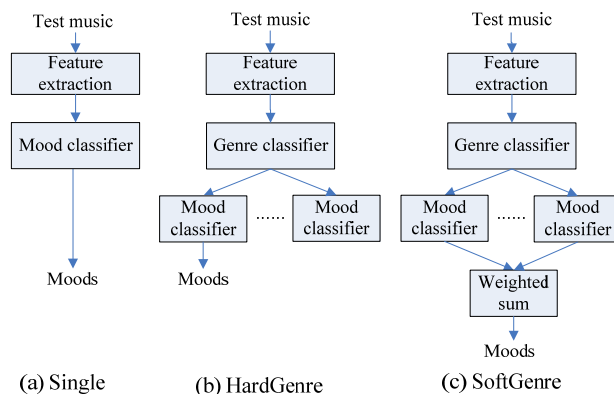 Test music
Feature
extraction
Mood classifier
Moods
(a) Single
Test music
Feature
extraction
Genre classifier
Mood
classifier
......
Mood
classifier
Moods
(b) HardGenre
Test music
Feature
extraction
Genre classifier
Mood
classifier
......
Mood
classifier
Weighted
sum
Moods
(c) SoftGenre